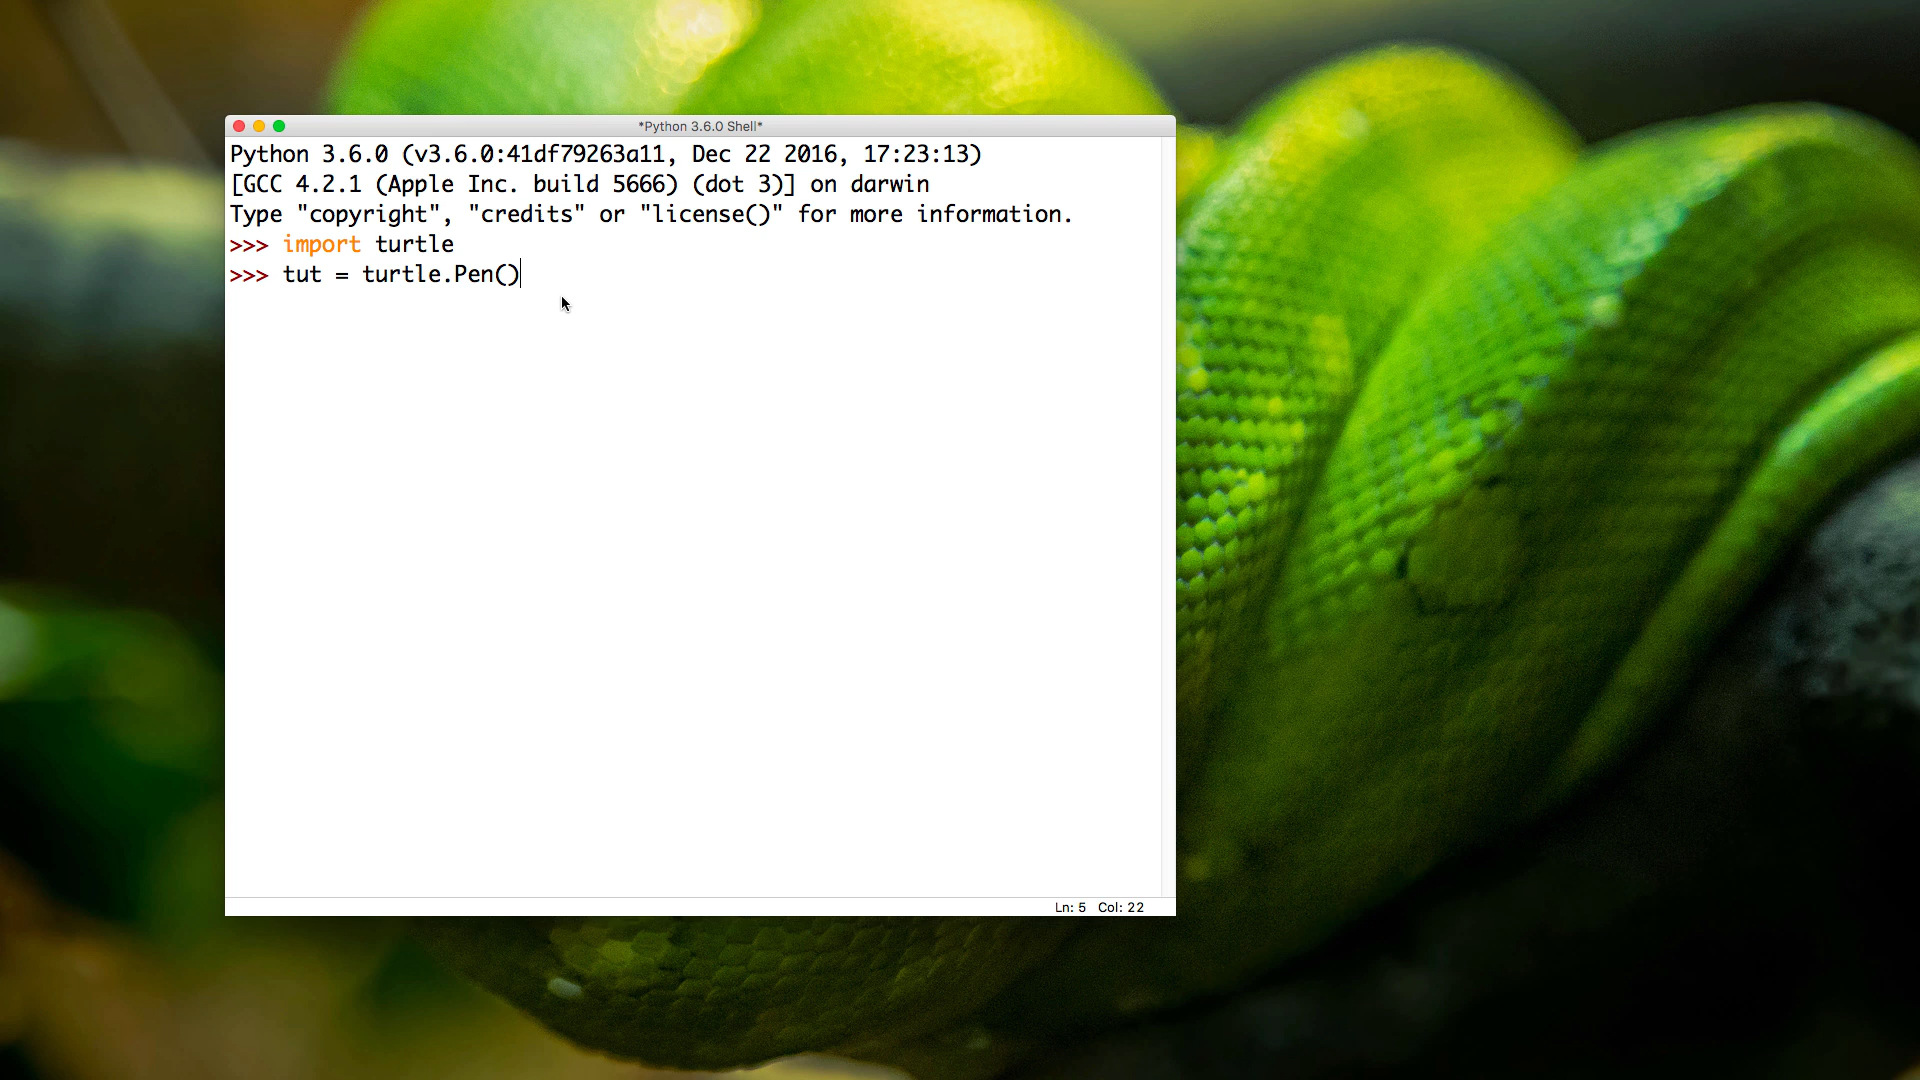 *Python 3.6.0 Shell*
Python 3.6.0 (v3.6.0:41df79263a11, Dec 22 2016, 17:23:13)
[GCC 4.2.1 (Apple Inc. build 5666) (dot 3)] on darwin
Type "copyright", "credits" or "license()" for more information.
>>> import turtle
>>> tut = turtle.Pen()
Ln: 5 Col: 22